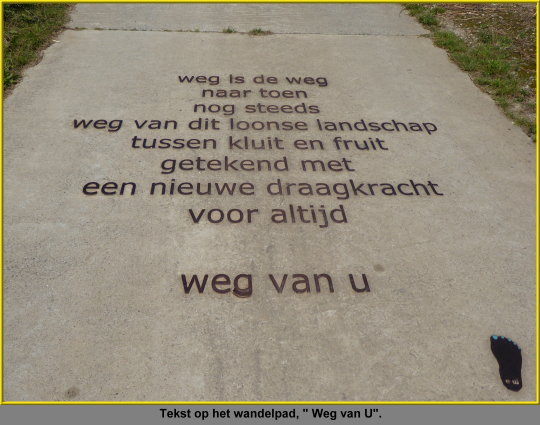 weg is de weg
naar toen
nog steeds
weg van dit loonse landschap
tussen kluit en fruit
getekend met
een nieuwe draagkracht
voor altijd
weg van u
Tekst op het wandelpad, " Weg van U".